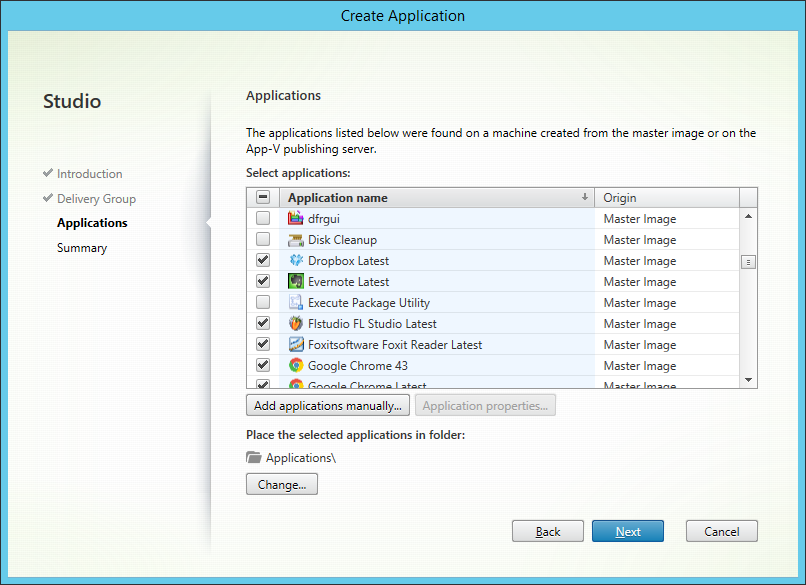 Create Application
Studio
Introduction
Delivery Group
Applications
Summary
Applications
The applications listed below were found on a machine created from the master image or on the
App-V publishing server.
Select applications:
Application name Origin
dfrgui Master Image
Disk Cleanup Master Image
Dropbox Latest Master Image
Evernote Latest Master Image
Execute Package Utility Master Image
Flstudio FL Studio Latest Master Image
Foxitsoftware Foxit Reader Latest Master Image
Google Chrome 43 Master Image
Google Chrome Latest Master Image
Add applications manually... Application properties...
Place the selected applications in folder:
Applications\
Change...
Back Next Cancel